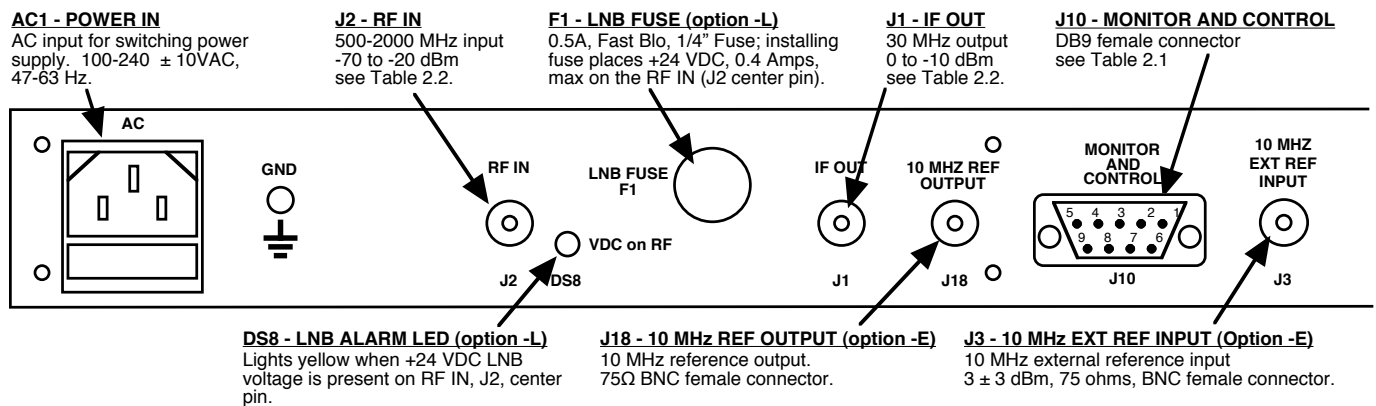 AC1 - POWER IN
AC input for switching power
supply. 100-240 ± 10VAC,
47-63 Hz.
J2 - RF IN
500-2000 MHz input
-70 to -20 dBm
see Table 2.2.
F1 - LNB FUSE (option -L)
0.5A, Fast Blo, 1/4” Fuse; installing
fuse places +24 VDC, 0.4 Amps,
max on the RF IN (J2 center pin).
J1 - IF OUT
30 MHz output
0 to -10 dBm
see Table 2.2.
J10 - MONITOR AND CONTROL
DB9 female connector
see Table 2.1
AC
GND
RF IN
J2
DS8
VDC on RF
LNB FUSE
F1
IF OUT
J1
10 MHZ REF
OUTPUT
J18
MONITOR
AND
CONTROL
5 4 3 2 1
9 8 7 6
J10
10 MHZ
EXT REF
INPUT
J3
DS8 - LNB ALARM LED (option -L)
Lights yellow when +24 VDC LNB
voltage is present on RF IN, J2, center
pin.
J18 - 10 MHz REF OUTPUT (option -E)
10 MHz reference output.
75Ω BNC female connector.
J3 - 10 MHz EXT REF INPUT (Option -E)
10 MHz external reference input
3 ± 3 dBm, 75 ohms, BNC female connector.